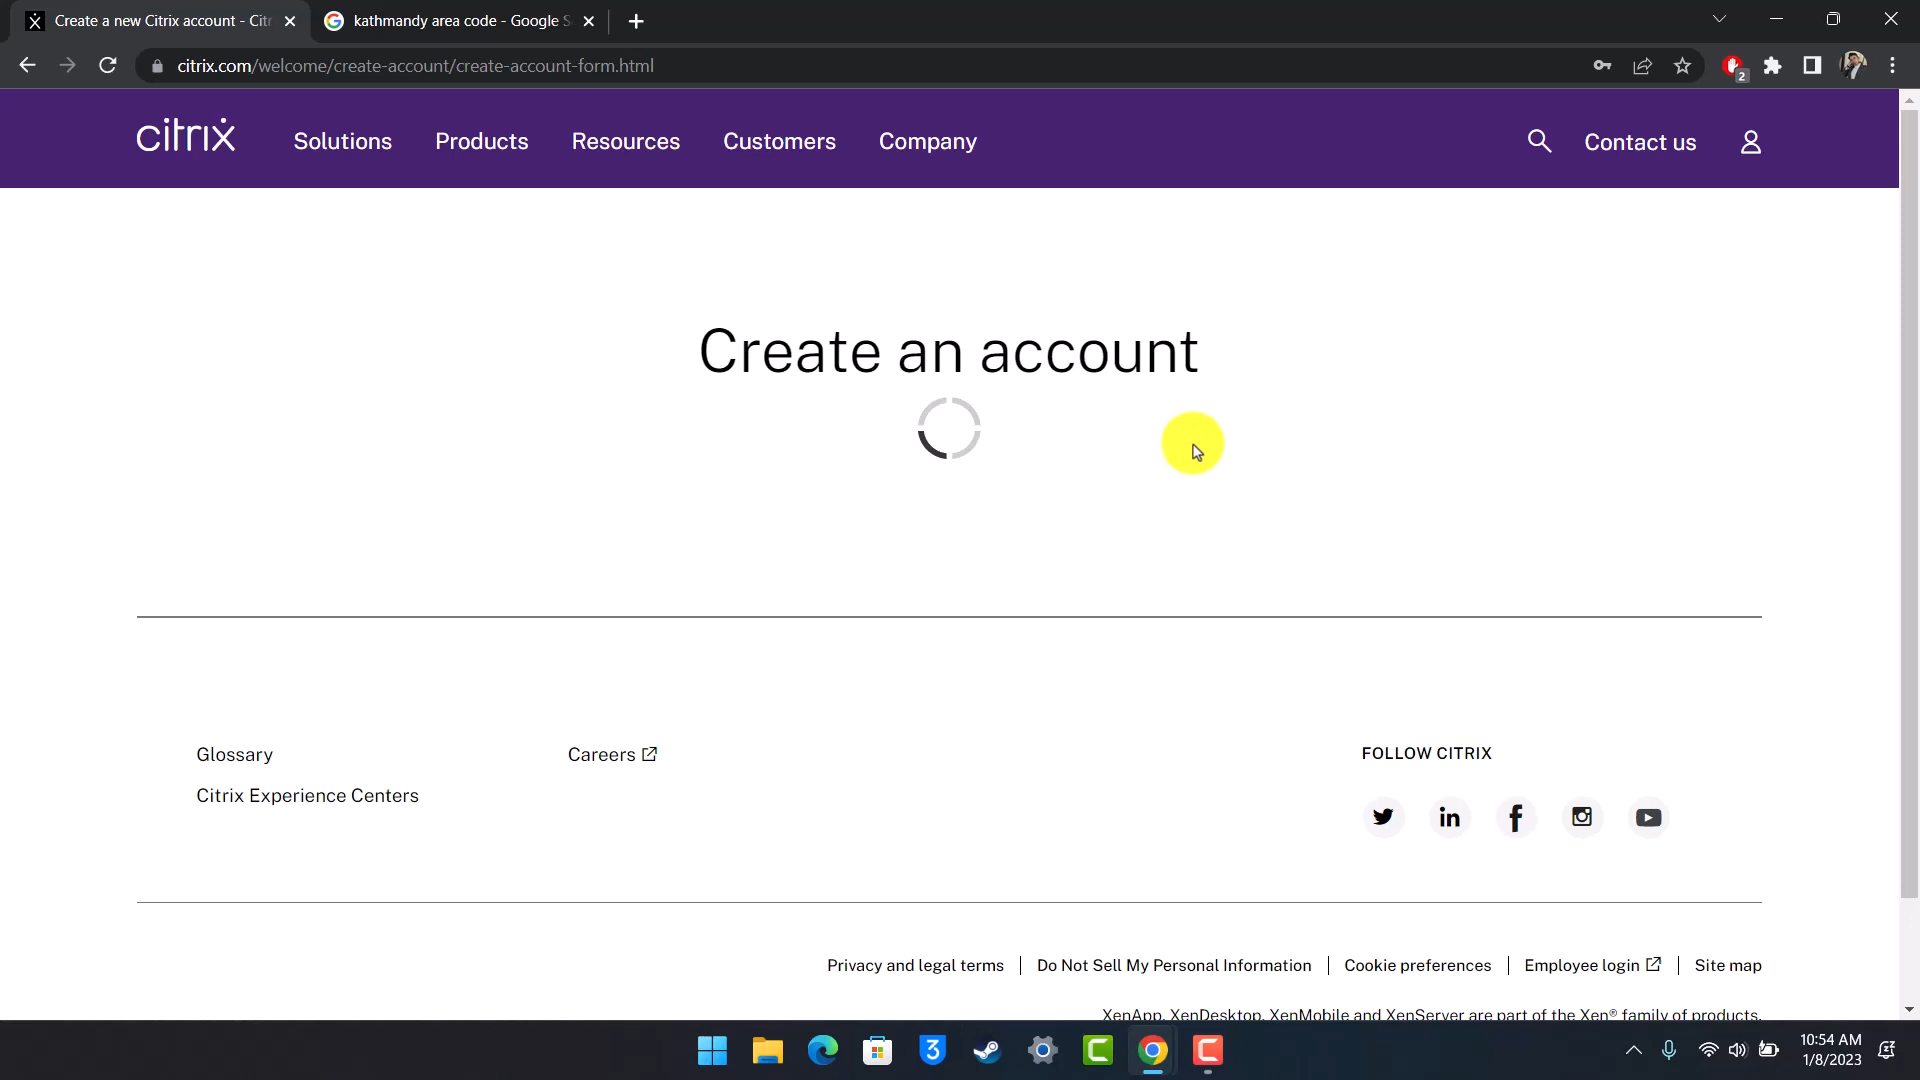 Create a new Citrix account - Citr
kathmandy area code - Google S
citrix.com/welcome/create-account/create-account-form.html
2
citrix
Solutions
Products
Resources
Customers
Company
Contact us
Create an account
Glossary
Careers
FOLLOW CITRIX
Citrix Experience Centers
Privacy and legal terms
Do Not Sell My Personal Information
Cookie preferences
Employee login
Site map
XenApp, XenDesktop, XenMobile and XenServer are part of the Xen® family of products.
10:54 AM
1/8/2023